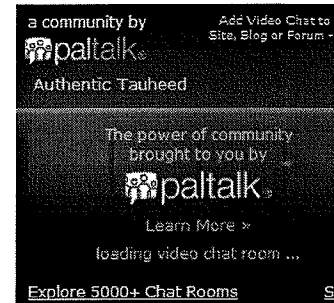 a community by
Add Video Chat to
Site, Blog or Forum -
paltalk®
Authentic Tauheed
The power of community
brought to you by
paltalk®
Learn More »
loading video chat room ...
Explore 5000+ Chat Rooms
S